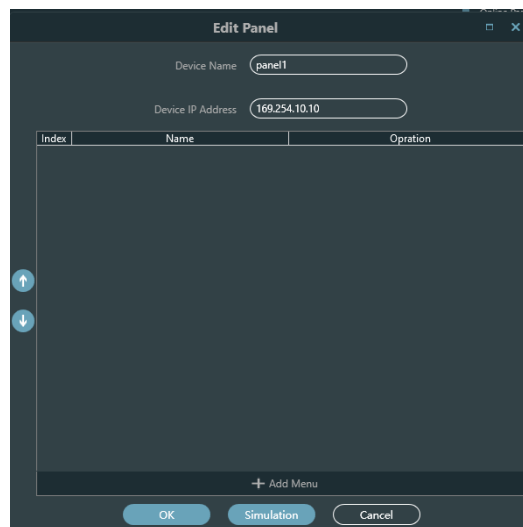 Edit Panel
Device Name panel1
Device IP Address 169.254.10.10
Index Name Opration
Add Menu
OK Simulation Cancel